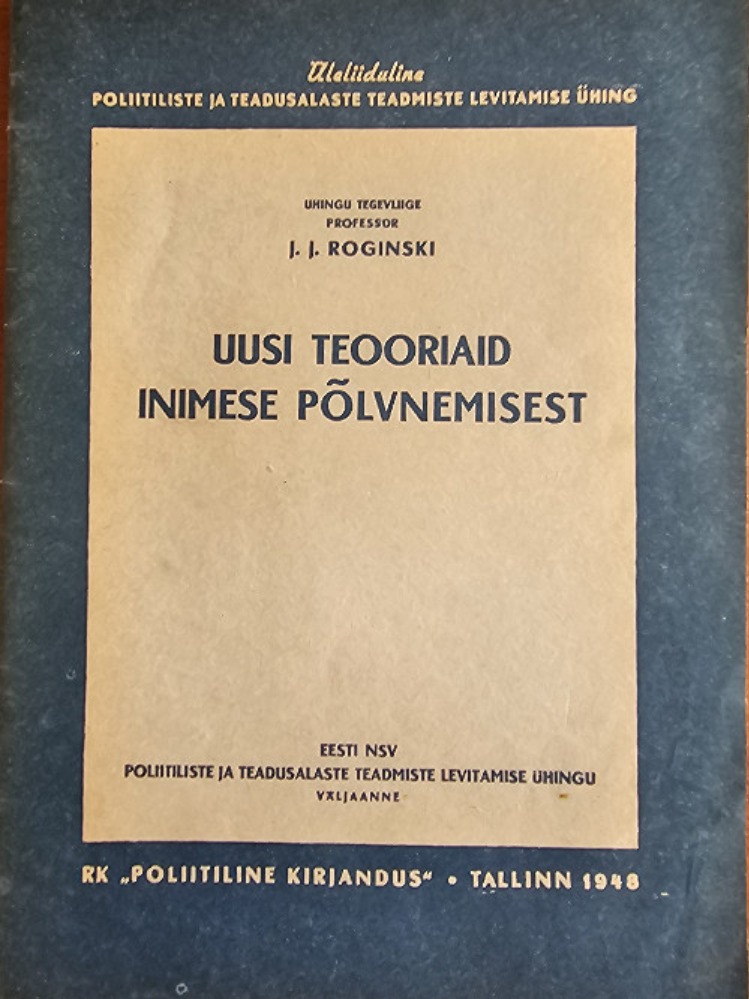 Üleliiduline
POLIITILISTE JA TEADUSALASTE TEADMISTE LEVITAMISE ÜHING
ÜHINGU TEGEVLIIGE
PROFESSOR
J. J. ROGINSKI
UUSI TEOORIAID
INIMESE PÕLVNEMISEST
EESTI NSV
POLIITILISTE JA TEADUSALASTE TEADMISTE LEVITAMISE ÜHINGU
VÄLJAANNE
RK „POLIITILINE KIRJANDUS“ • TALLINN 1948